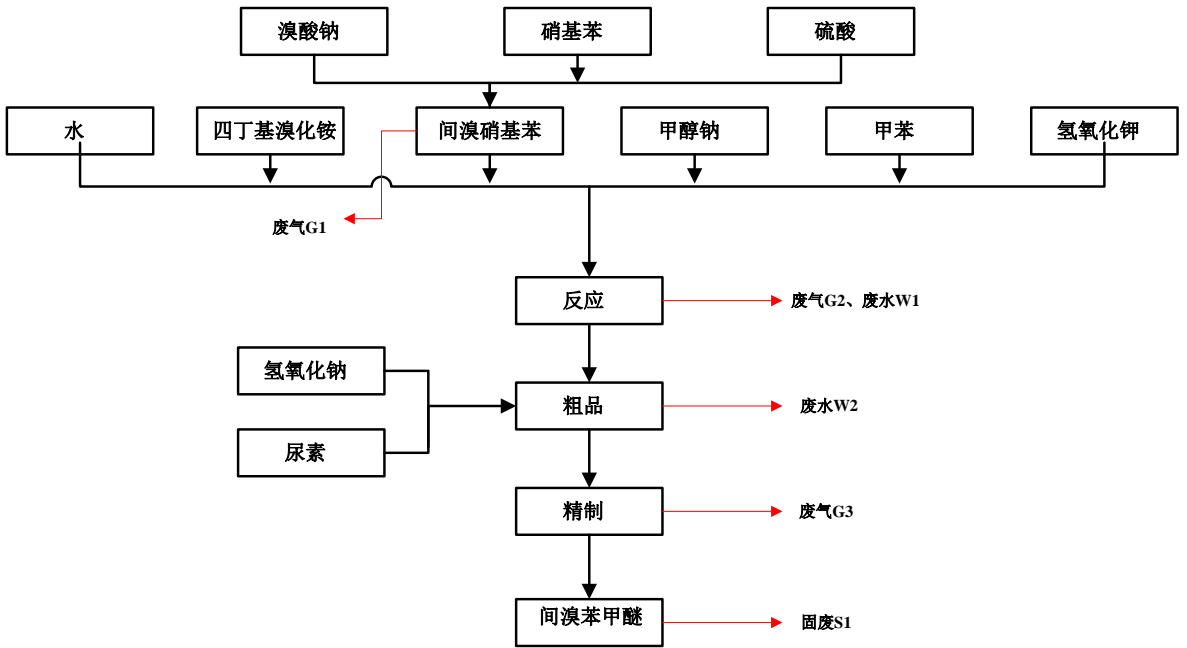 溴酸钠
硝基苯
硫酸
水
四丁基溴化铵
间溴硝基苯
甲醇钠
甲苯
氢氧化钾
废气G1
反应
废气G2、废水W1
氢氧化钠
粗品
废水W2
尿素
精制
废气G3
间溴苯甲醚
固废S1